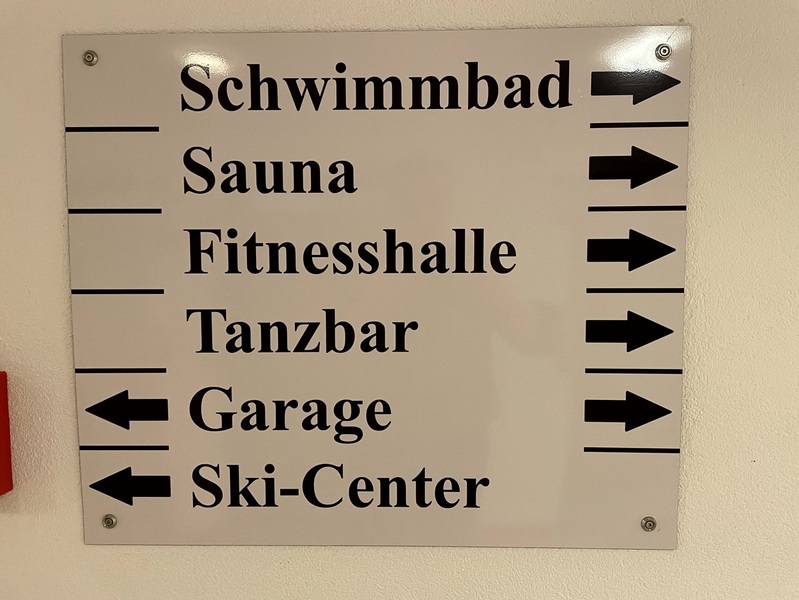 Schwimmbad
Sauna
Fitnesshalle
Tanzbar
Garage
Ski-Center